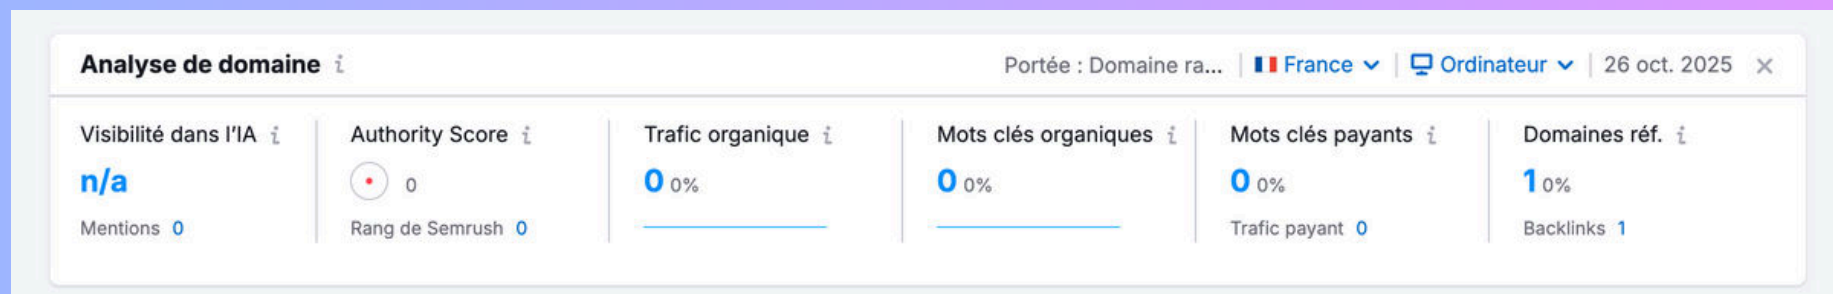 Analyse de domaine i
Portée : Domaine ra... | France | Ordinateur | 26 oct. 2025 ×
Visibilité dans l'IA i
n/a
Mentions 0
Authority Score i
0
Rang de Semrush 0
Trafic organique i
0 0%
Mots clés organiques i
0 0%
Mots clés payants i
0 0%
Trafic payant 0
Domaines réf. i
1 0%
Backlinks 1